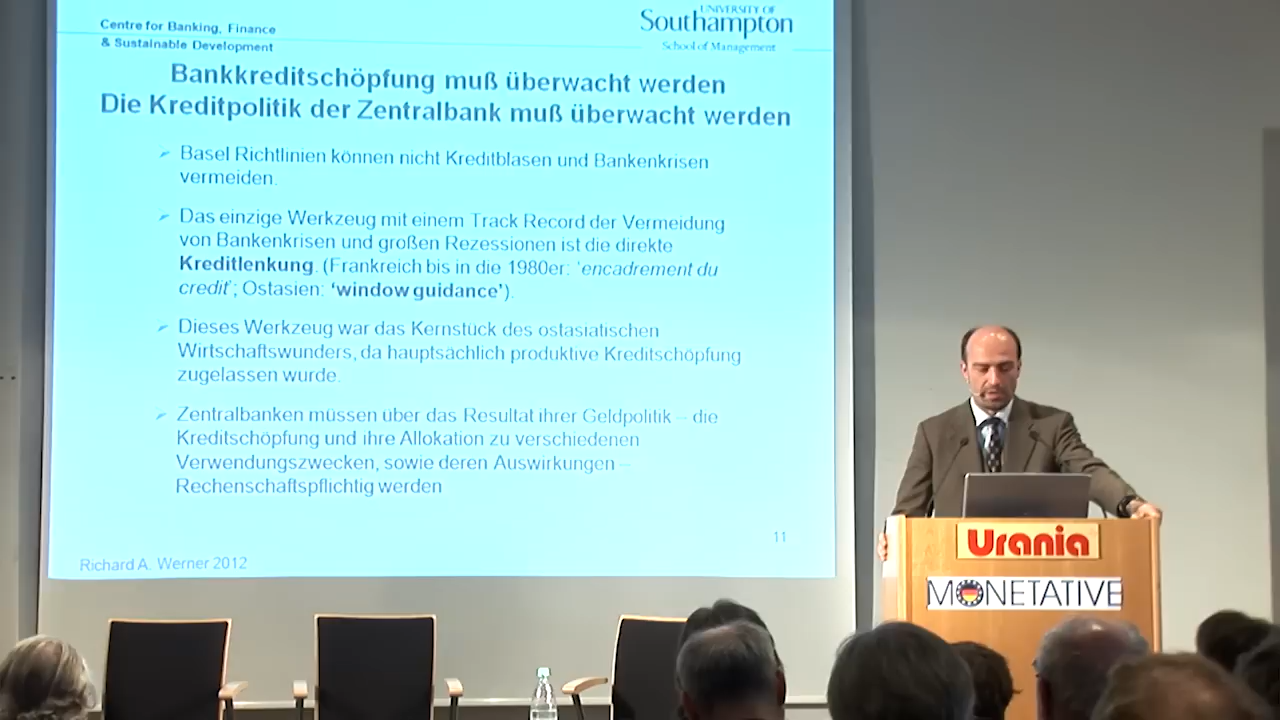 Centre for Banking, Finance
& Sustainable Development
UNIVERSITY OF
Southampton
School of Management
Bankkreditschöpfung muß überwacht werden
Die Kreditpolitik der Zentralbank muß überwacht werden
Basel Richtlinien können nicht Kreditblasen und Bankenkrisen
vermeiden.
Das einzige Werkzeug mit einem Track Record der Vermeidung
von Bankenkrisen und großen Rezessionen ist die direkte
Kreditlenkung. (Frankreich bis in die 1980er: ‘encadrement du
credit’; Ostasien: ‘window guidance’).
Dieses Werkzeug war das Kernstück des ostasiatischen
Wirtschaftswunders, da hauptsächlich produktive Kreditschöpfung
zugelassen wurde.
Zentralbanken müssen über das Resultat ihrer Geldpolitik – die
Kreditschöpfung und ihre Allokation zu verschiedenen
Verwendungszwecken, sowie deren Auswirkungen –
Rechenschaftspflichtig werden
11
Richard A. Werner 2012
Urania
MONETATIVE